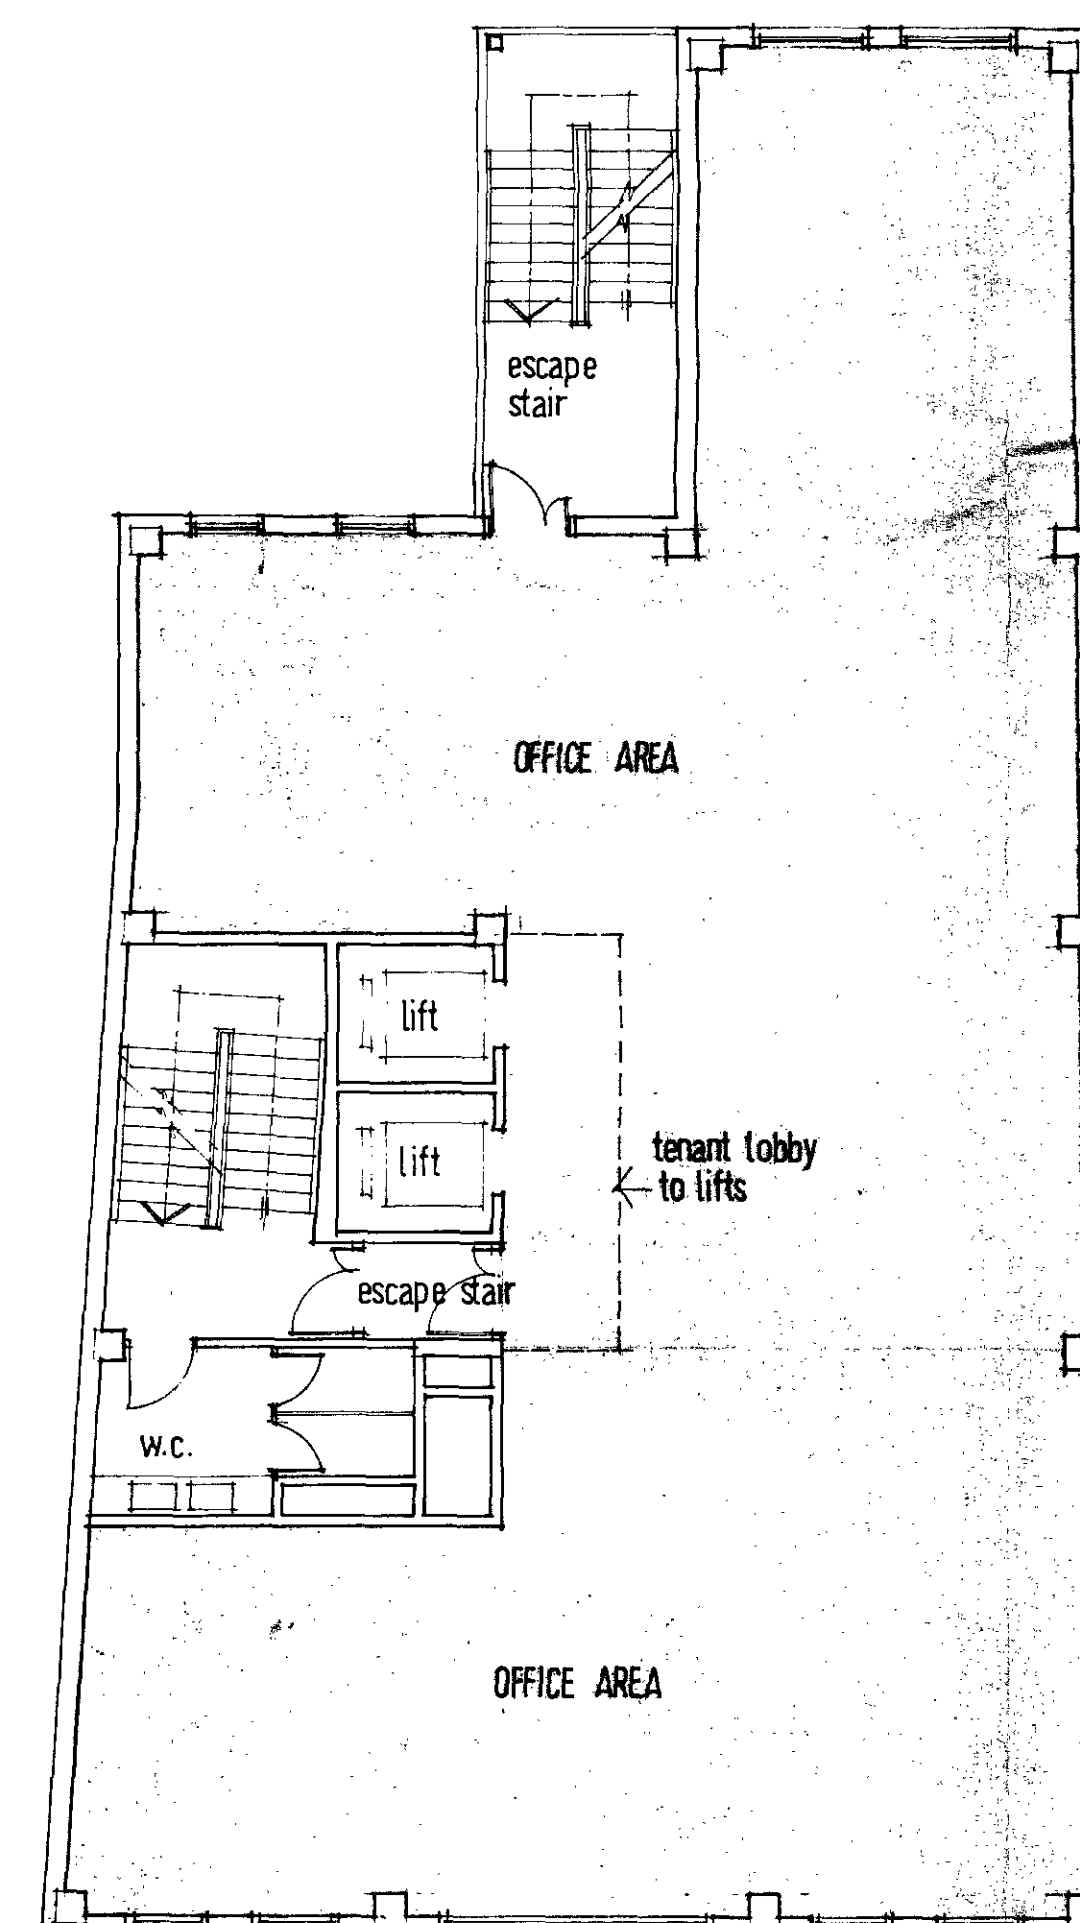 escape
stair
OFFICE AREA
lift
lift
tenant lobby
to lifts
escape stair
W.C.
OFFICE AREA